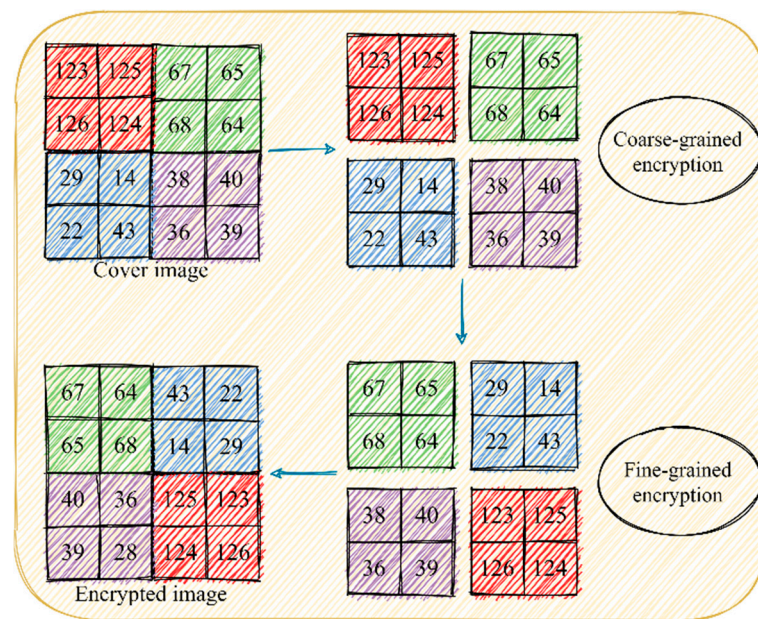 123 125 67 65
126 124 68 64
29 14 38 40
22 43 36 39
Cover image
123 125 67 65
126 124 68 64
29 14 38 40
22 43 36 39
Coarse-grained
encryption
67 64 43 22
65 68 14 29
40 36 125 123
39 28 124 126
Encrypted image
67 65 29 14
68 64 22 43
38 40 123 125
36 39 126 124
Fine-grained
encryption